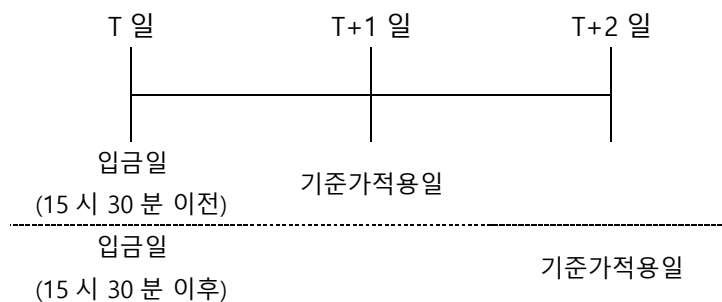 T 일 T+1 일 T+2 일
입금일
(15 시 30 분 이전)
기준가적용일
입금일
(15 시 30 분 이후)
기준가적용일